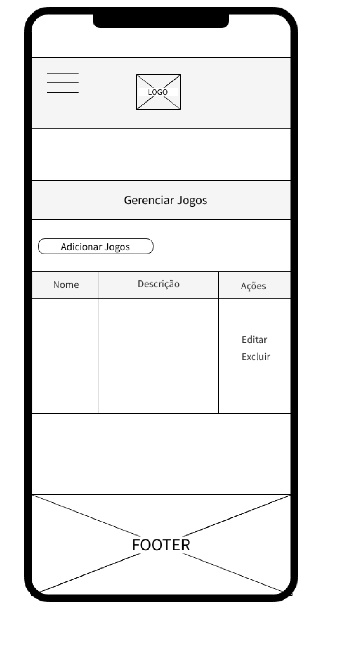 LOGO
Gerenciar Jogos
Adicionar Jogos
Nome Descrição Ações
Editar
Excluir
FOOTER